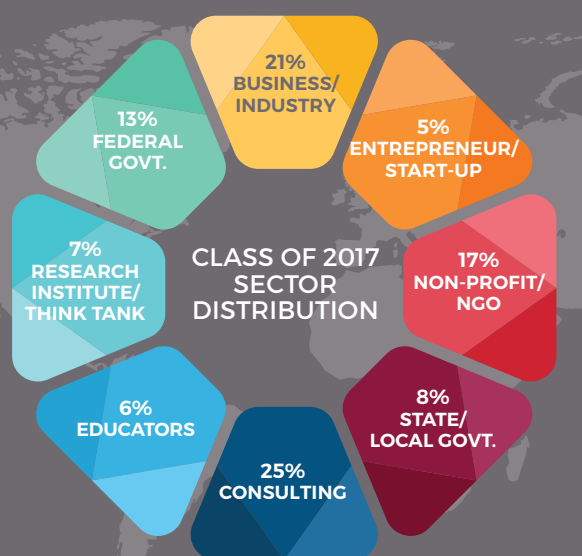 21%
BUSINESS/
INDUSTRY
5%
ENTREPRENEUR/
START-UP
17%
NON-PROFIT/
NGO
8%
STATE/
LOCAL GOVT.
25%
CONSULTING
6%
EDUCATORS
7%
RESEARCH
INSTITUTE/
THINK TANK
13%
FEDERAL
GOVT.
CLASS OF 2017
SECTOR
DISTRIBUTION